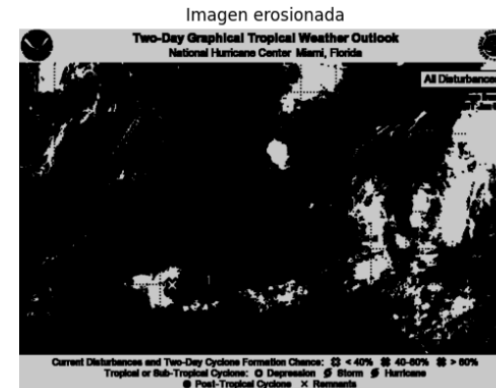 Imagen erosionada
Two-Day Graphical Tropical Weather Outlook
National Hurricane Center Miami, Florida
All Disturbances
Current Disturbances and Two-Day Cyclone Formation Chance: < 40% 40-60% > 60%
Tropical or Sub-Tropical Cyclone: Depression Storm Hurricane
Post-Tropical Cyclone X Remnants